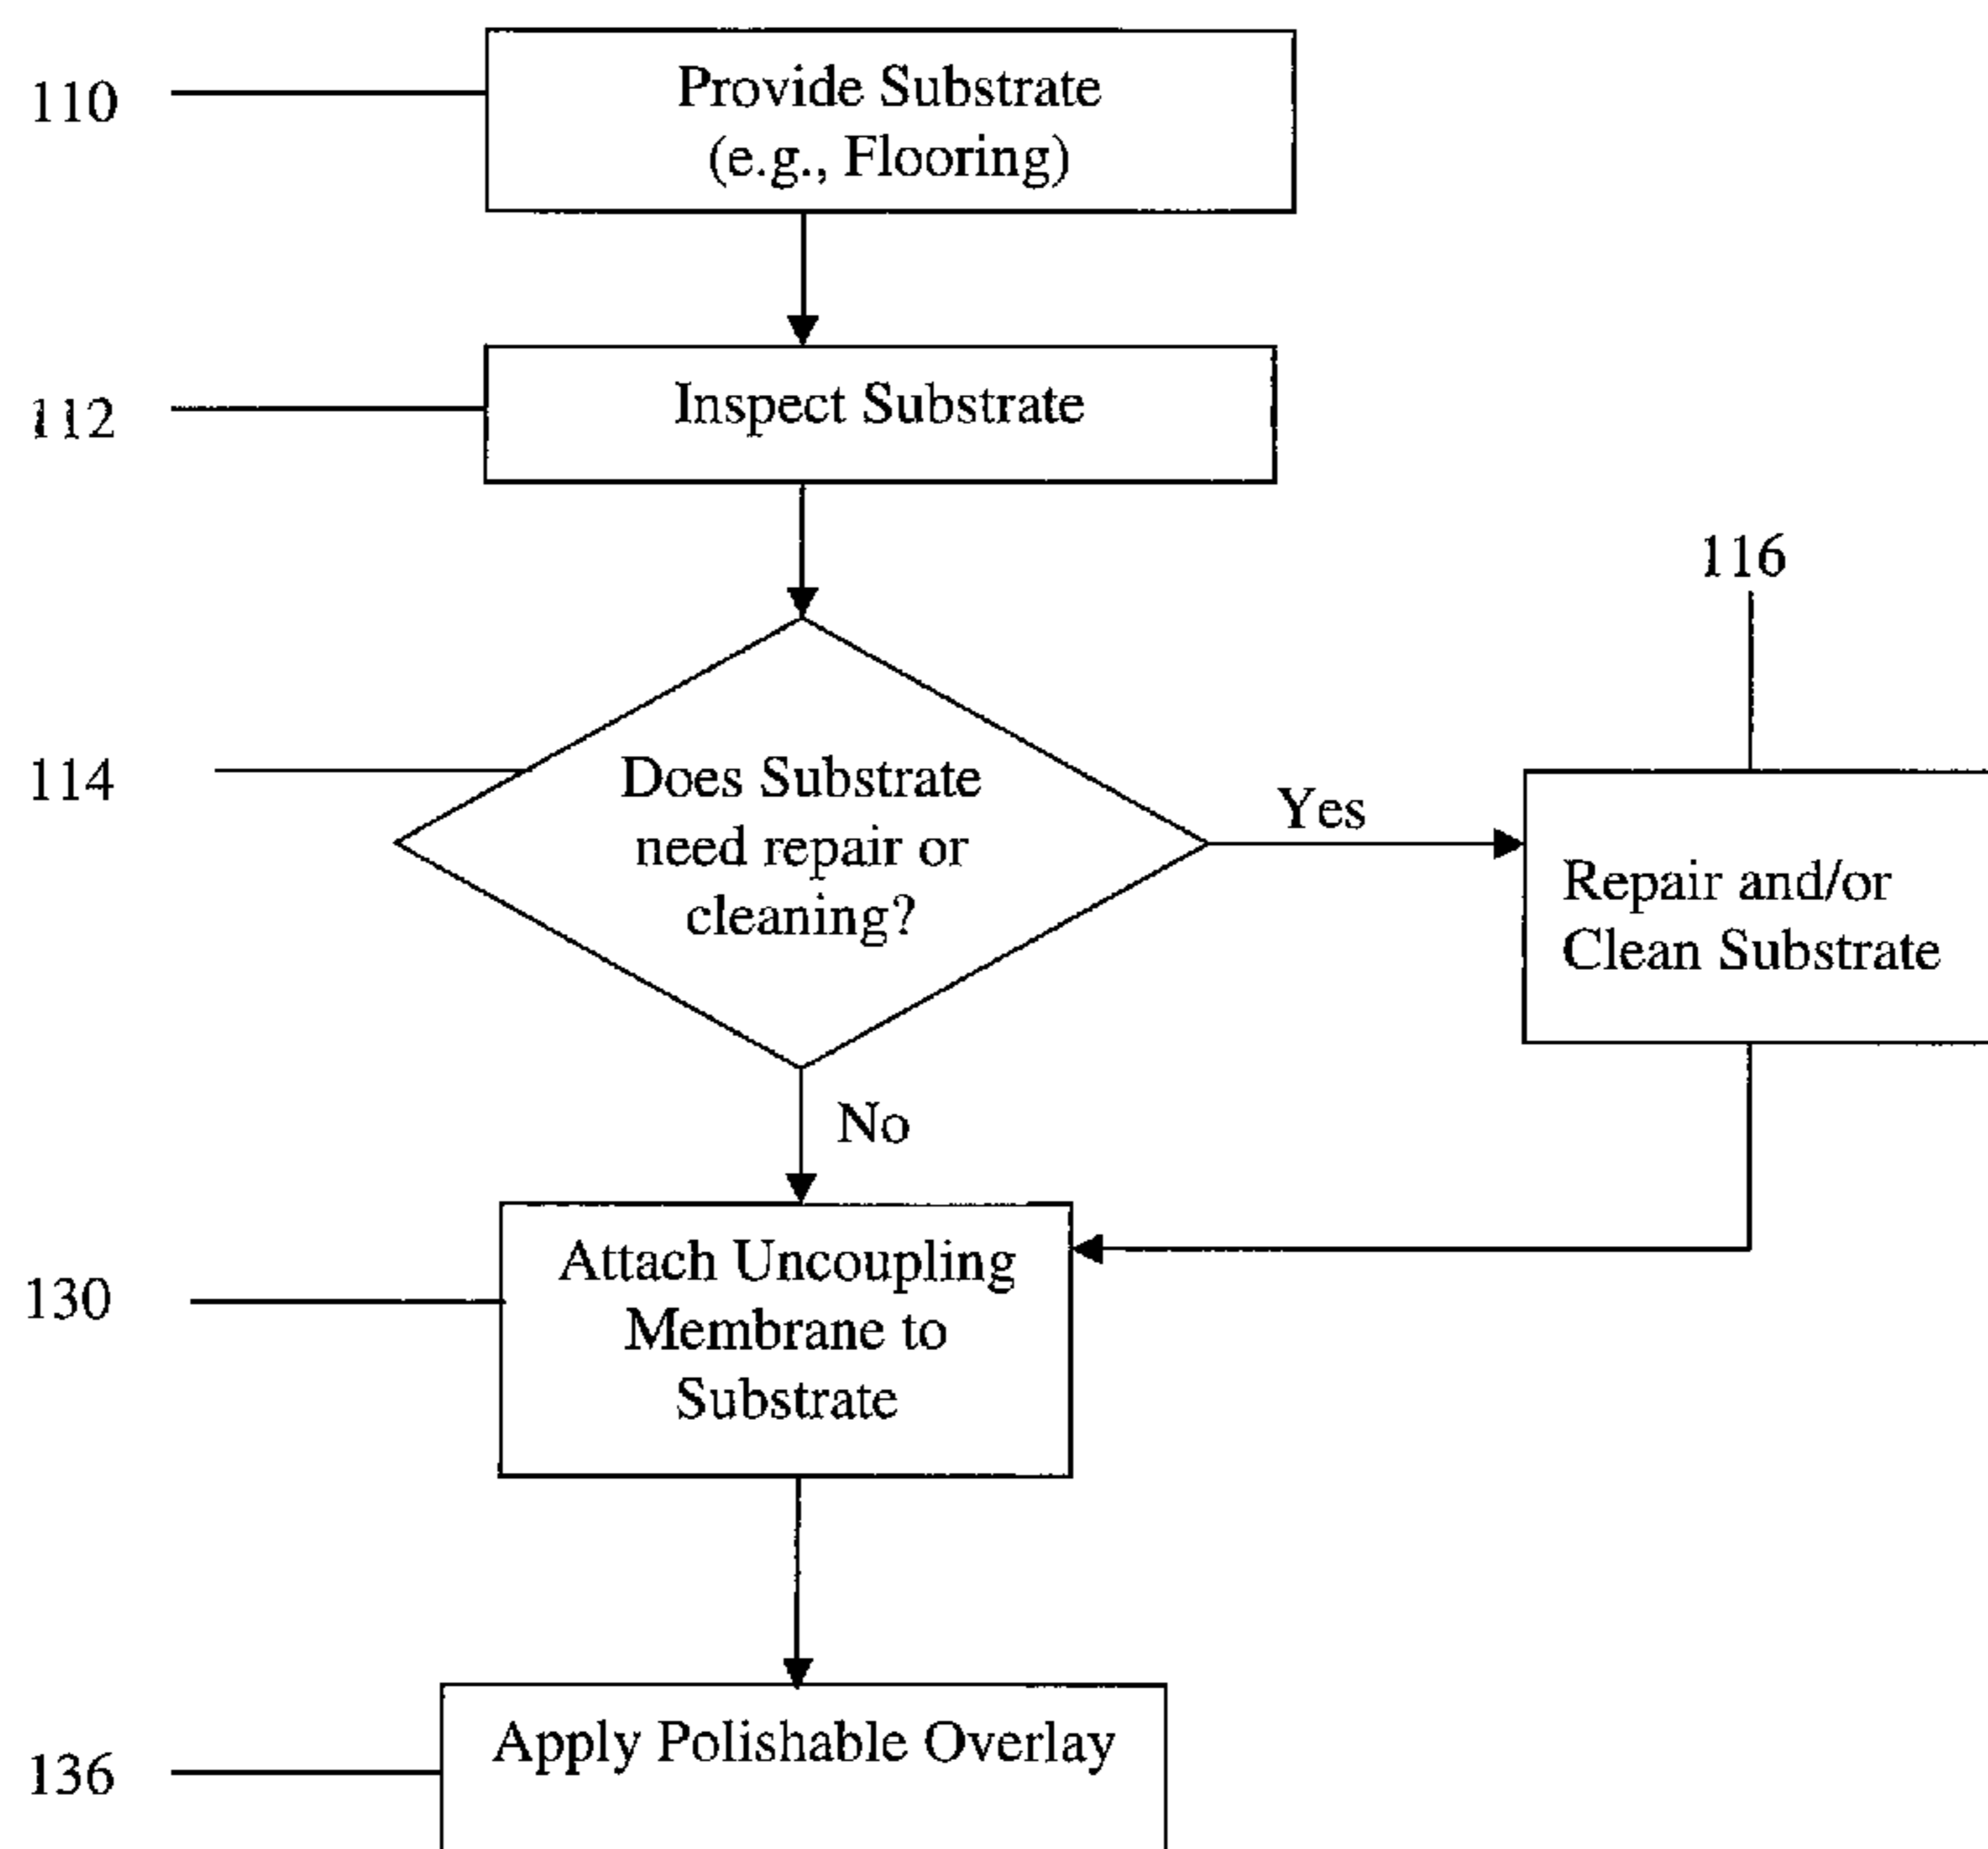 110
Provide Substrate
(e.g., Flooring)
112
Inspect Substrate
116
114
Does Substrate
need repair or
cleaning?
Yes
Repair and/or
Clean Substrate
No
130
Attach Uncoupling
Membrane to
Substrate
136
Apply Polishable Overlay